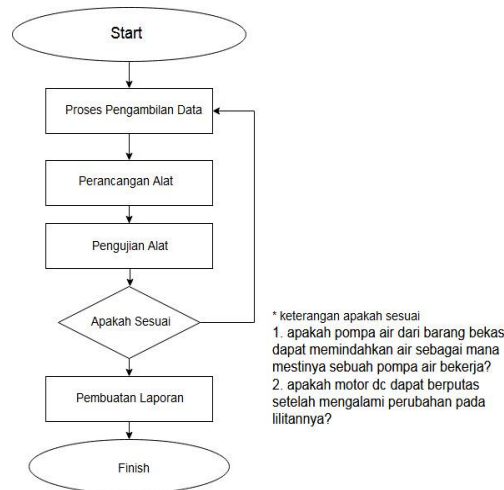 Start
Proses Pengambilan Data
Perancangan Alat
Pengujian Alat
Apakah Sesuai
Pembuatan Laporan
Finish
* keterangan apakah sesuai
1. apakah pompa air dari barang bekas
dapat memindahkan air sebagai mana
mestinya sebuah pompa air bekerja?
2. apakah motor dc dapat berputas
setelah mengalami perubahan pada
lilitannya?